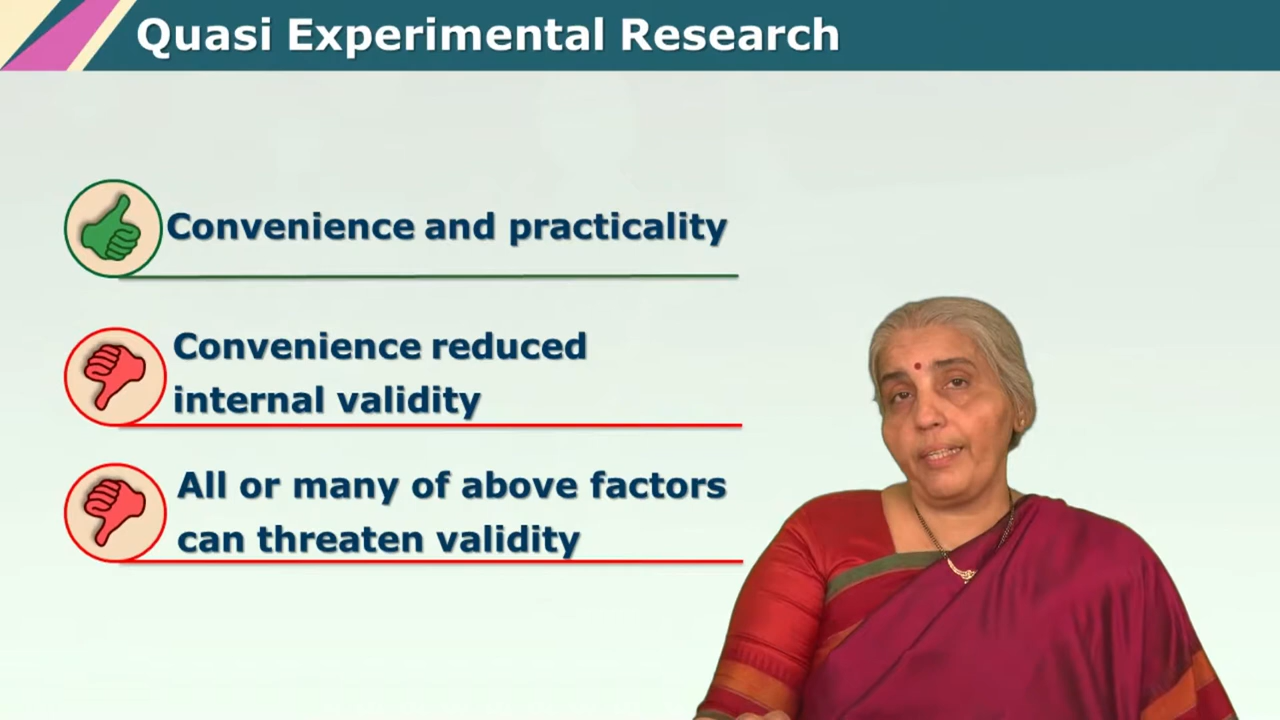 Quasi Experimental Research
Convenience and practicality
Convenience reduced
internal validity
All or many of above factors
can threaten validity